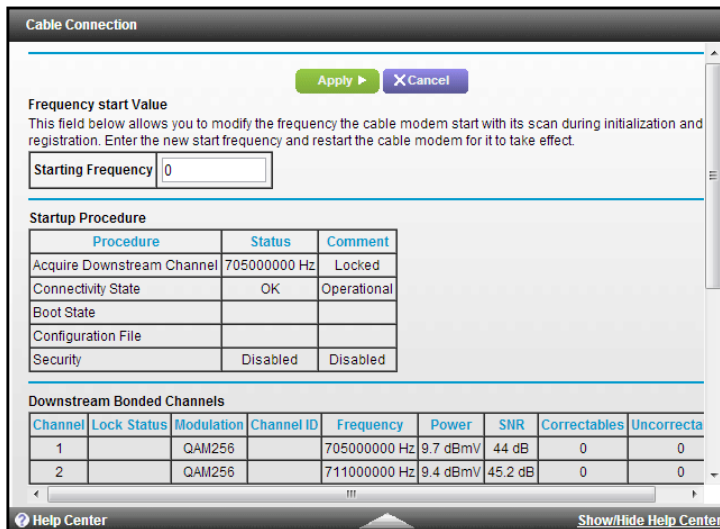 Cable Connection
Apply
Cancel
Frequency start Value
This field below allows you to modify the frequency the cable modem start with its scan during initialization and
registration. Enter the new start frequency and restart the cable modem for it to take effect.
Starting Frequency 0
Startup Procedure
Procedure Status Comment
Acquire Downstream Channel 705000000 Hz Locked
Connectivity State OK Operational
Boot State
Configuration File
Security Disabled Disabled
Downstream Bonded Channels
Channel Lock Status Modulation Channel ID Frequency Power SNR Correctables Uncorrecta
1 QAM256 705000000 Hz 9.7 dBmV 44 dB 0 0
2 QAM256 711000000 Hz 9.4 dBmV 45.2 dB 0 0
Help Center Show/Hide Help Center